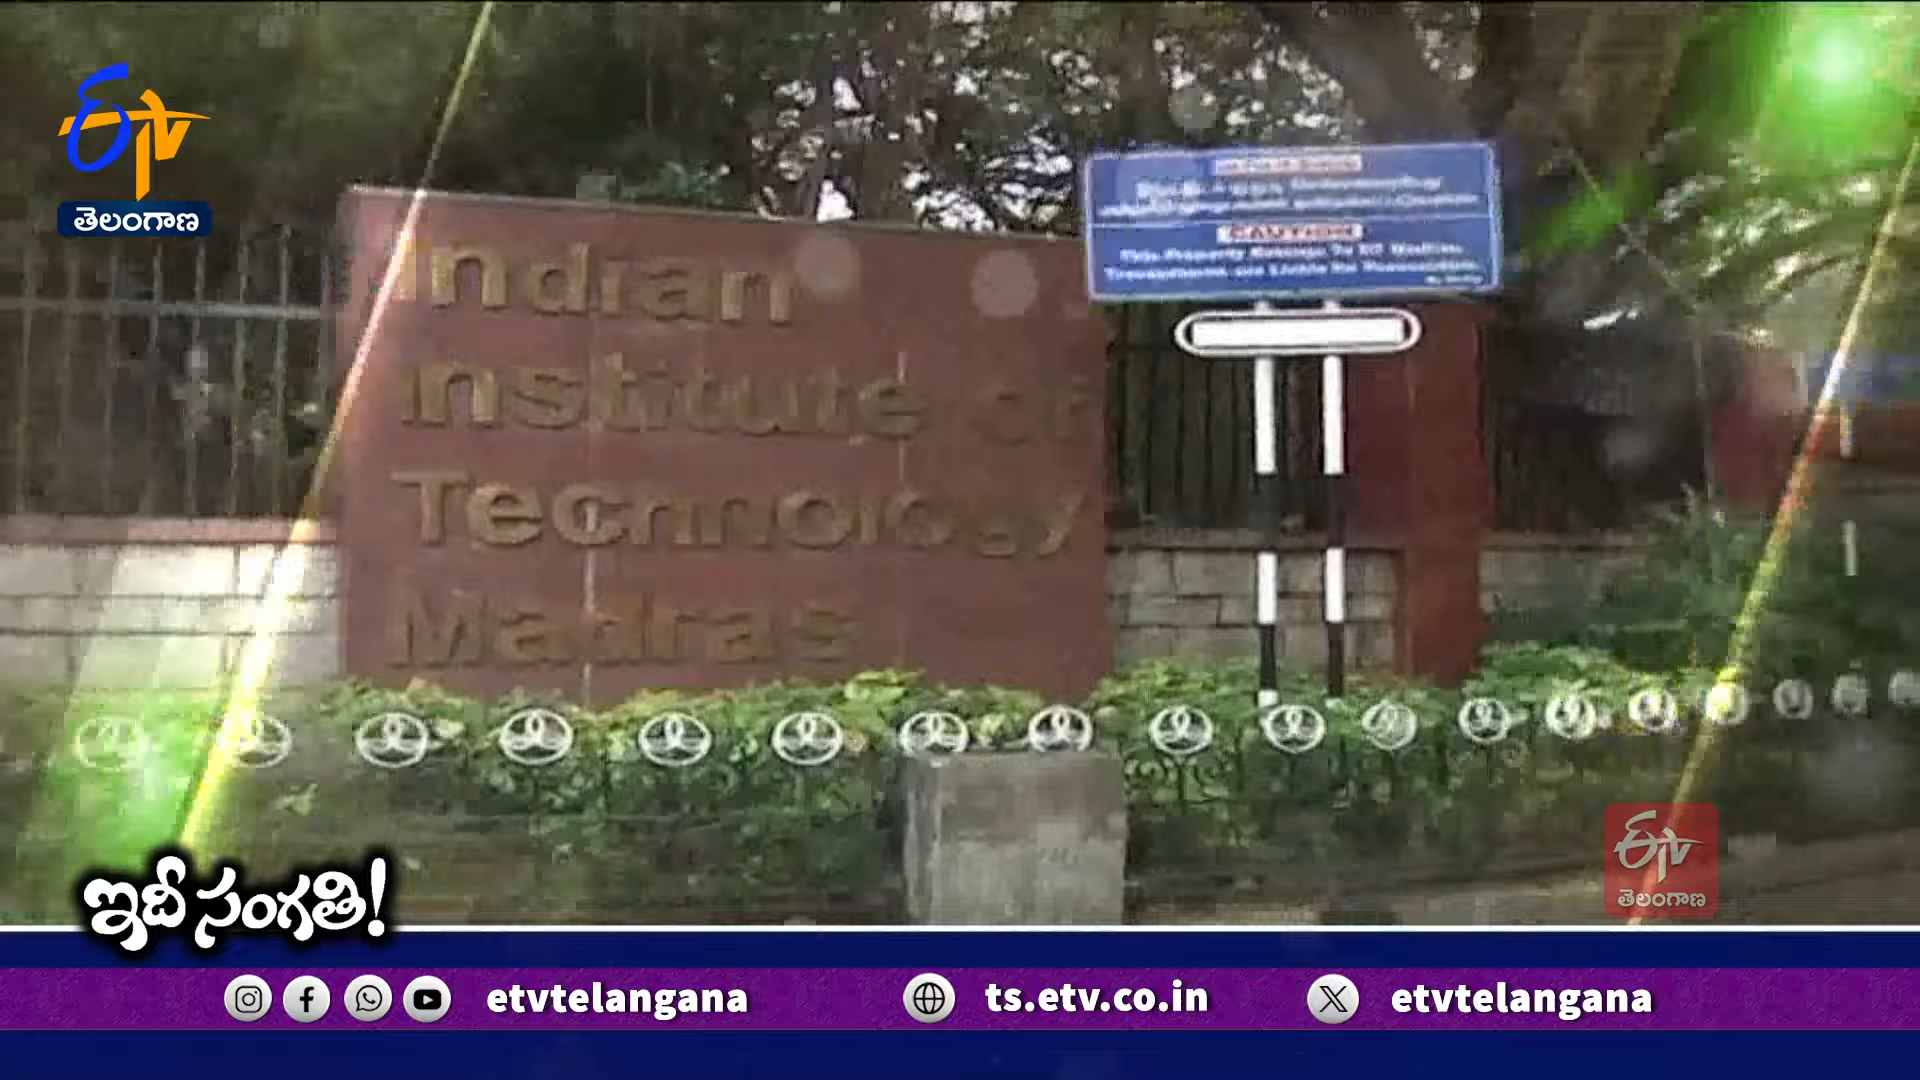 ETV
తెలంగాణ
Indian
Institute of
Technology
Madras
CAUTION
ETV
తెలంగాణ
ఇదీ సంగతి!
etvtelangana
ts.etv.co.in
etvtelangana